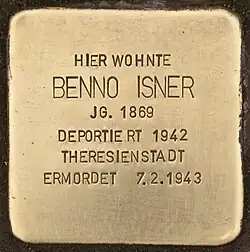 HIER WOHNTE
BENNO ISNER
JG. 1869
DEPORTIERT 1942
THERESIENSTADT
ERMORDET 7.2.1943